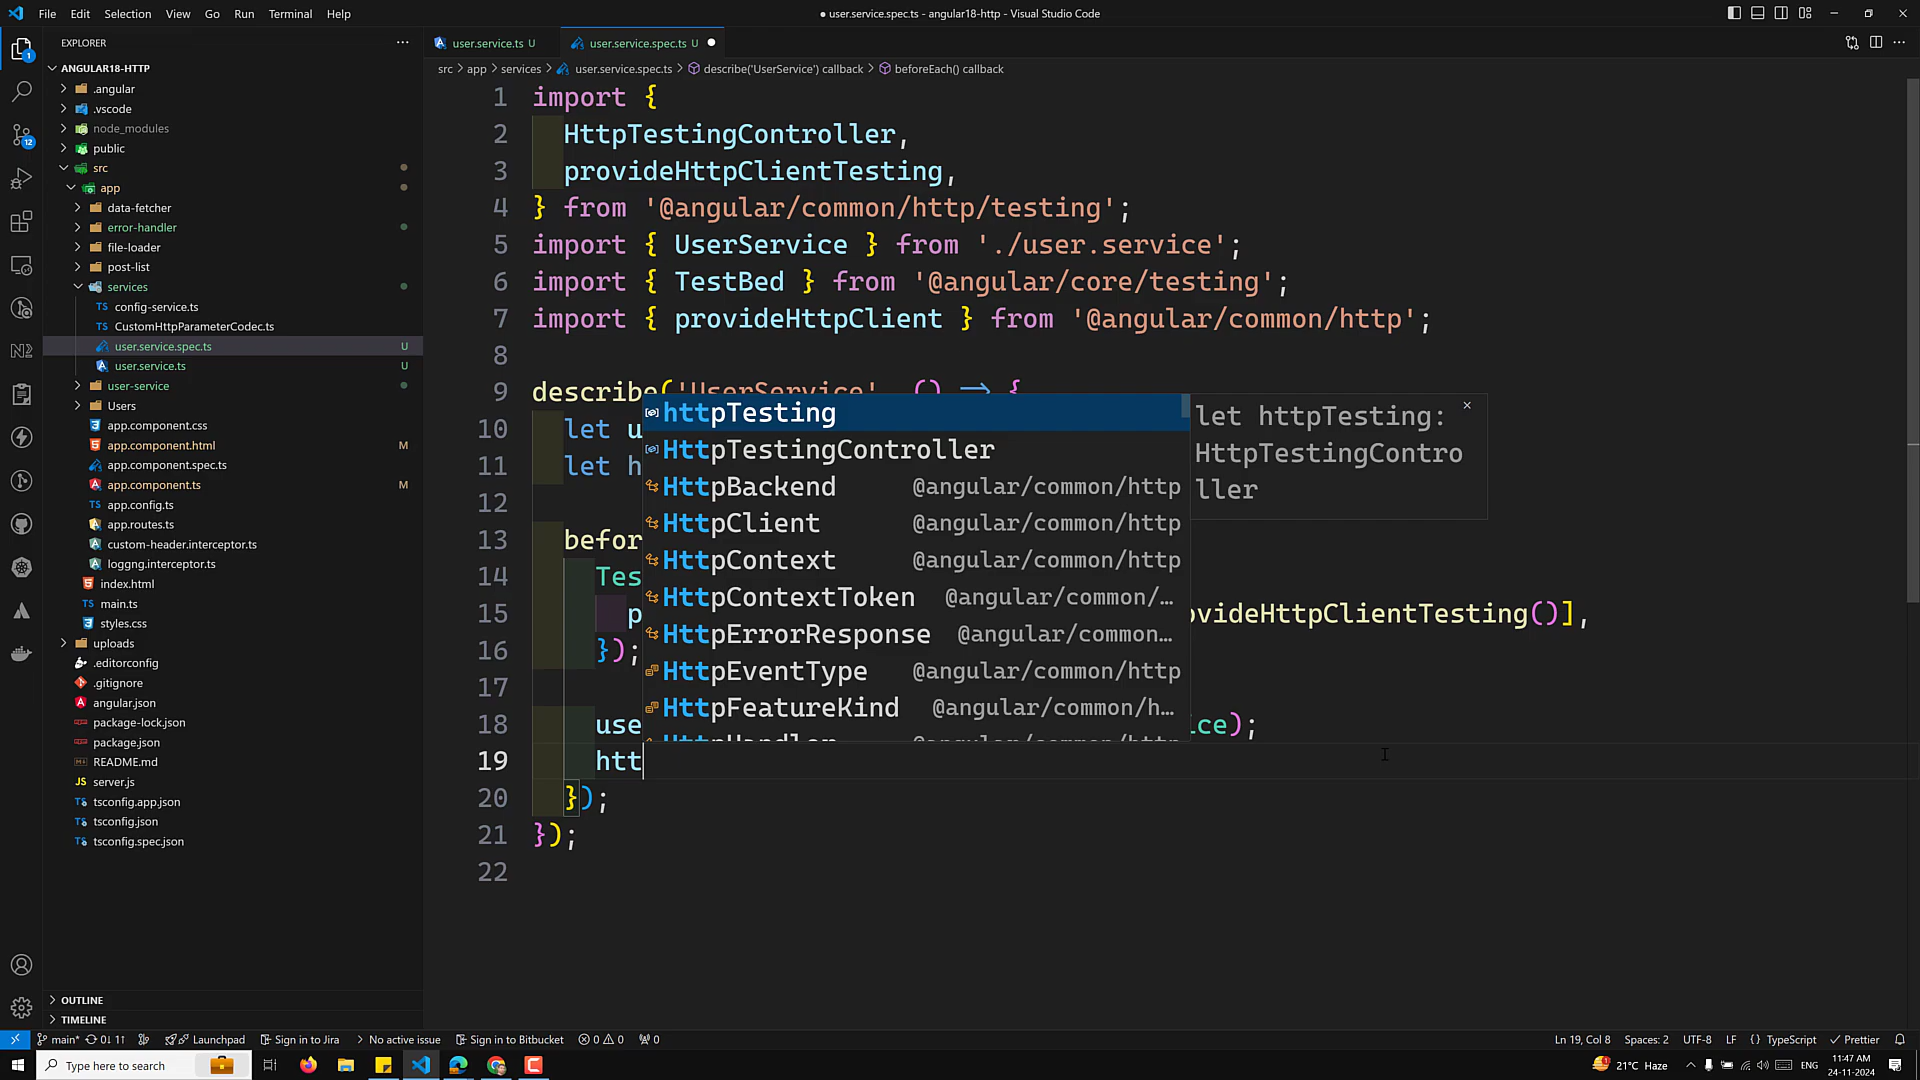 File Edit Selection View Go Run Terminal Help
● user.service.spec.ts - angular18-http - Visual Studio Code
EXPLORER
ANGULAR18-HTTP
.angular
.vscode
node_modules
public
src
app
data-fetcher
error-handler
file-loader
post-list
services
config-service.ts
CustomHttpParameterCodec.ts
user.service.spec.ts U
user.service.ts U
user-service
Users
app.component.css
app.component.html M
app.component.spec.ts
app.component.ts M
app.config.ts
app.routes.ts
custom-header.interceptor.ts
loggng.interceptor.ts
index.html
main.ts
styles.css
uploads
.editorconfig
.gitignore
angular.json
package-lock.json
package.json
README.md
server.js
tsconfig.app.json
tsconfig.json
tsconfig.spec.json
OUTLINE
TIMELINE
user.service.ts U
user.service.spec.ts U ●
src > app > services > user.service.spec.ts > describe('UserService') callback > beforeEach() callback
1 import {
2 HttpTestingController,
3 provideHttpClientTesting,
4 } from '@angular/common/http/testing';
5 import { UserService } from './user.service';
6 import { TestBed } from '@angular/core/testing';
7 import { provideHttpClient } from '@angular/common/http';
8
9 describe('UserService', () => {
10 let u
11 let h
12
13 befor
14 Tes
15 p ovideHttpClientTesting()],
16 });
17
18 use ice);
19 htt
20 });
21 });
22
httpTesting
HttpTestingController
HttpBackend @angular/common/http
HttpClient @angular/common/http
HttpContext @angular/common/http
HttpContextToken @angular/common/…
HttpErrorResponse @angular/common…
HttpEventType @angular/common/http
HttpFeatureKind @angular/common/h…
HttpHandler @angular/common/http
let httpTesting:
HttpTestingContro
ller
main* 0↓ 1↑ Launchpad Sign in to Jira No active issue Sign in to Bitbucket 0 0 0
Ln 19, Col 8 Spaces: 2 UTF-8 LF {} TypeScript Prettier
Type here to search
21°C Haze ENG
11:47 AM
24-11-2024